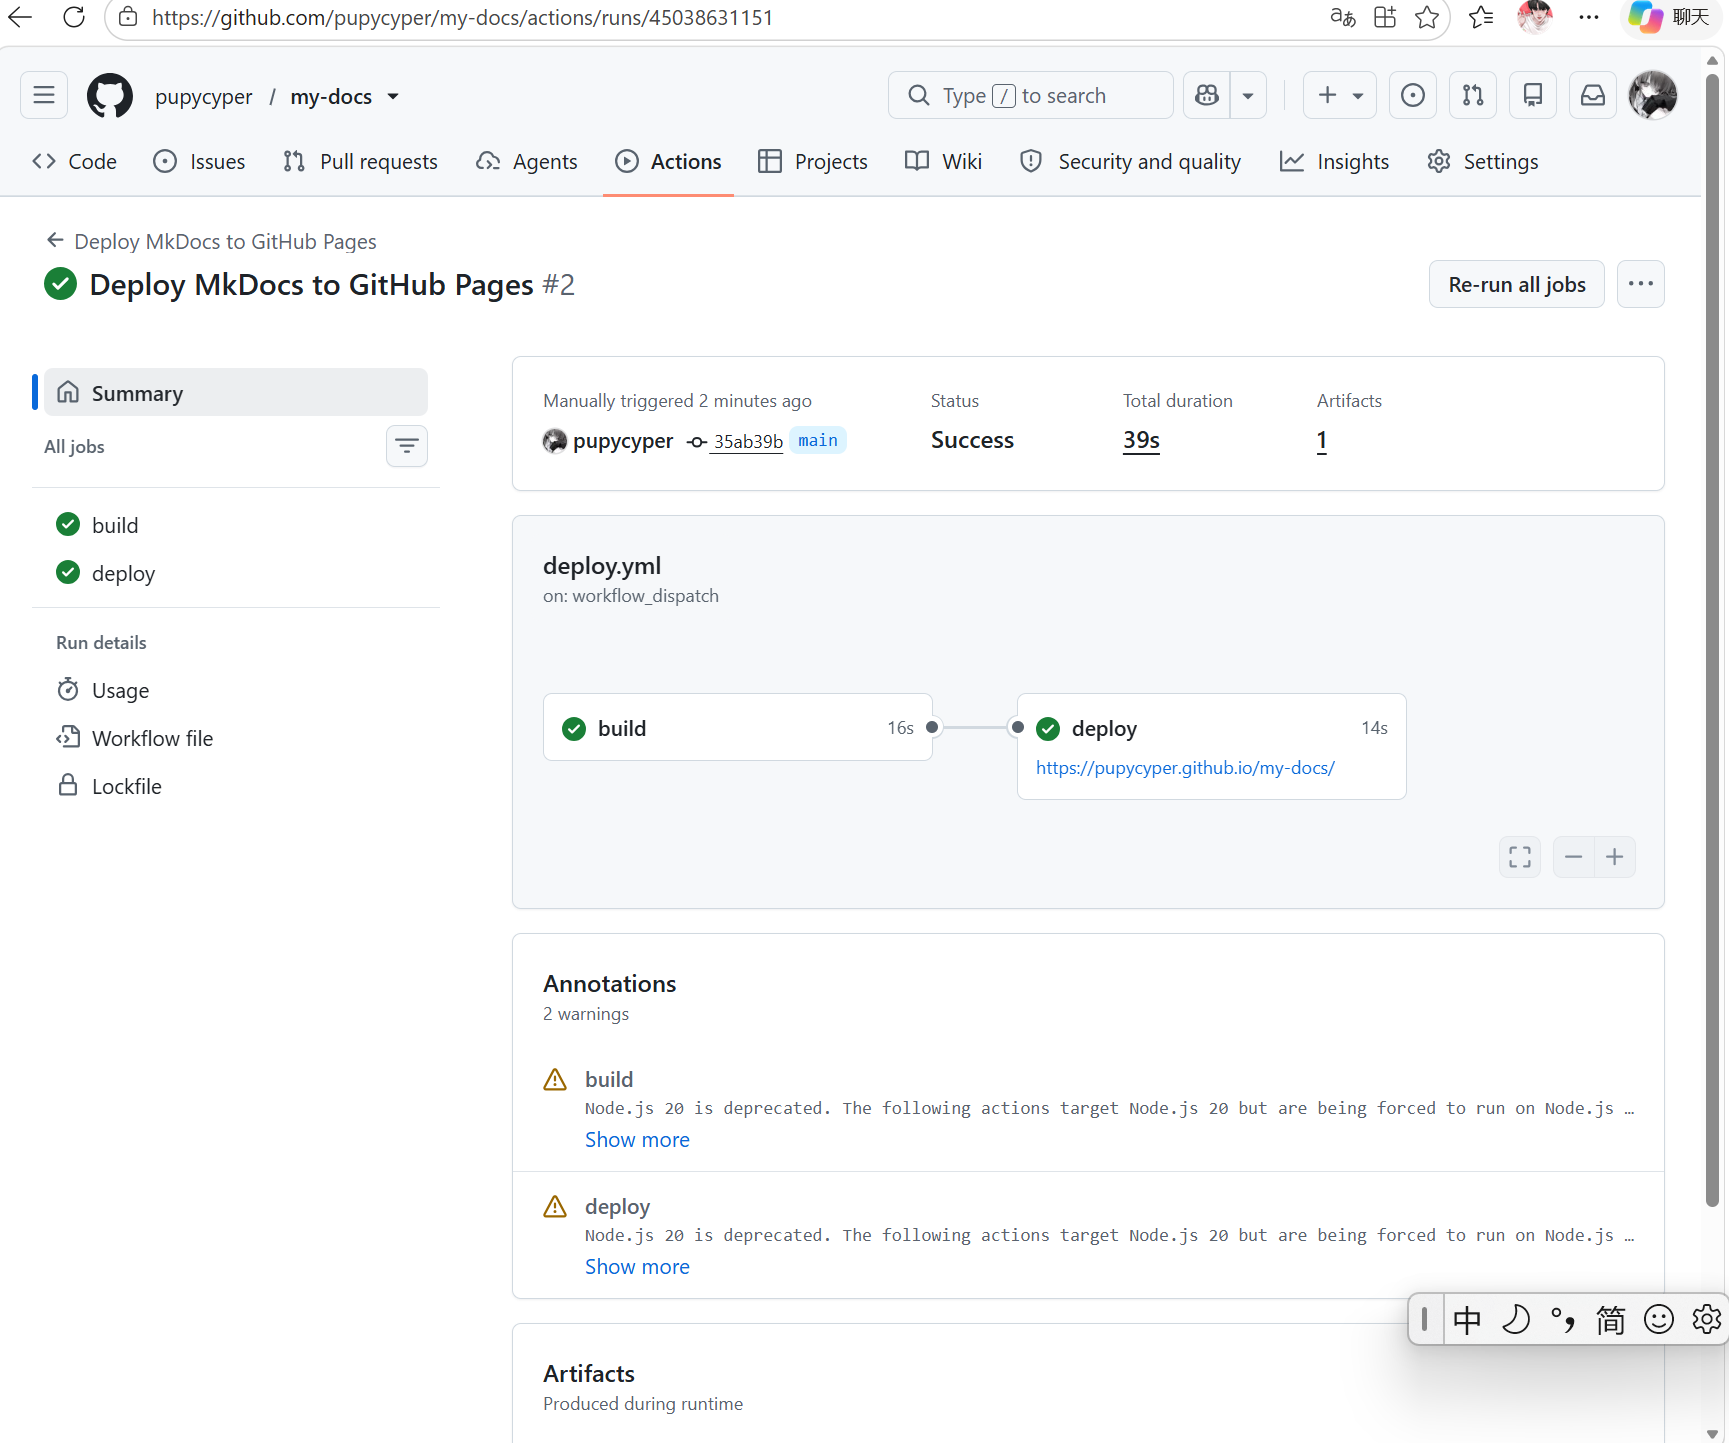 https://github.com/pupycyper/my-docs/actions/runs/45038631151
聊天
pupycyper / my-docs
Type / to search
Code
Issues
Pull requests
Agents
Actions
Projects
Wiki
Security and quality
Insights
Settings
Deploy MkDocs to GitHub Pages
Deploy MkDocs to GitHub Pages #2
Re-run all jobs
Summary
All jobs
build
deploy
Run details
Usage
Workflow file
Lockfile
Manually triggered 2 minutes ago
pupycyper 35ab39b main
Status
Success
Total duration
39s
Artifacts
1
deploy.yml
on: workflow_dispatch
build 16s
deploy 14s
https://pupycyper.github.io/my-docs/
Annotations
2 warnings
build
Node.js 20 is deprecated. The following actions target Node.js 20 but are being forced to run on Node.js …
Show more
deploy
Node.js 20 is deprecated. The following actions target Node.js 20 but are being forced to run on Node.js …
Show more
中 °, 简
Artifacts
Produced during runtime